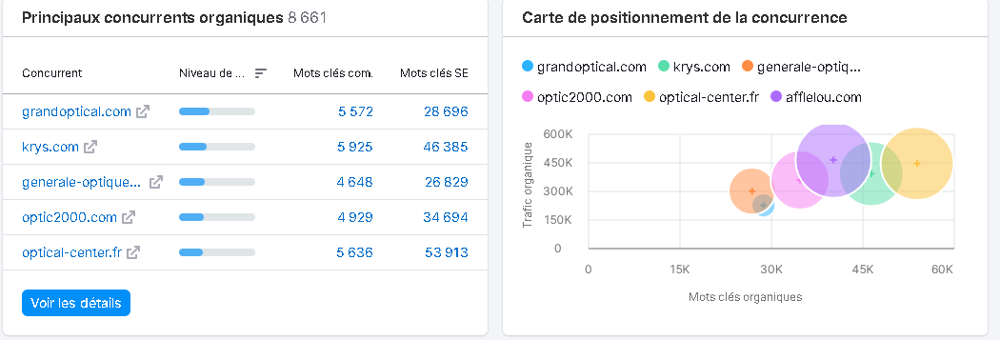 Principaux concurrents organiques 8 661
Concurrent Niveau de ... Mots clés com. Mots clés SE
grandoptical.com 5 572 28 696
krys.com 5 925 46 385
generale-optique... 4 648 26 829
optic2000.com 4 929 34 694
optical-center.fr 5 636 53 913
Voir les détails
Carte de positionnement de la concurrence
grandoptical.com krys.com generale-optiq...
optic2000.com optical-center.fr afflelou.com
Trafic organique
600K
450K
300K
150K
0
0 15K 30K 45K 60K
Mots clés organiques